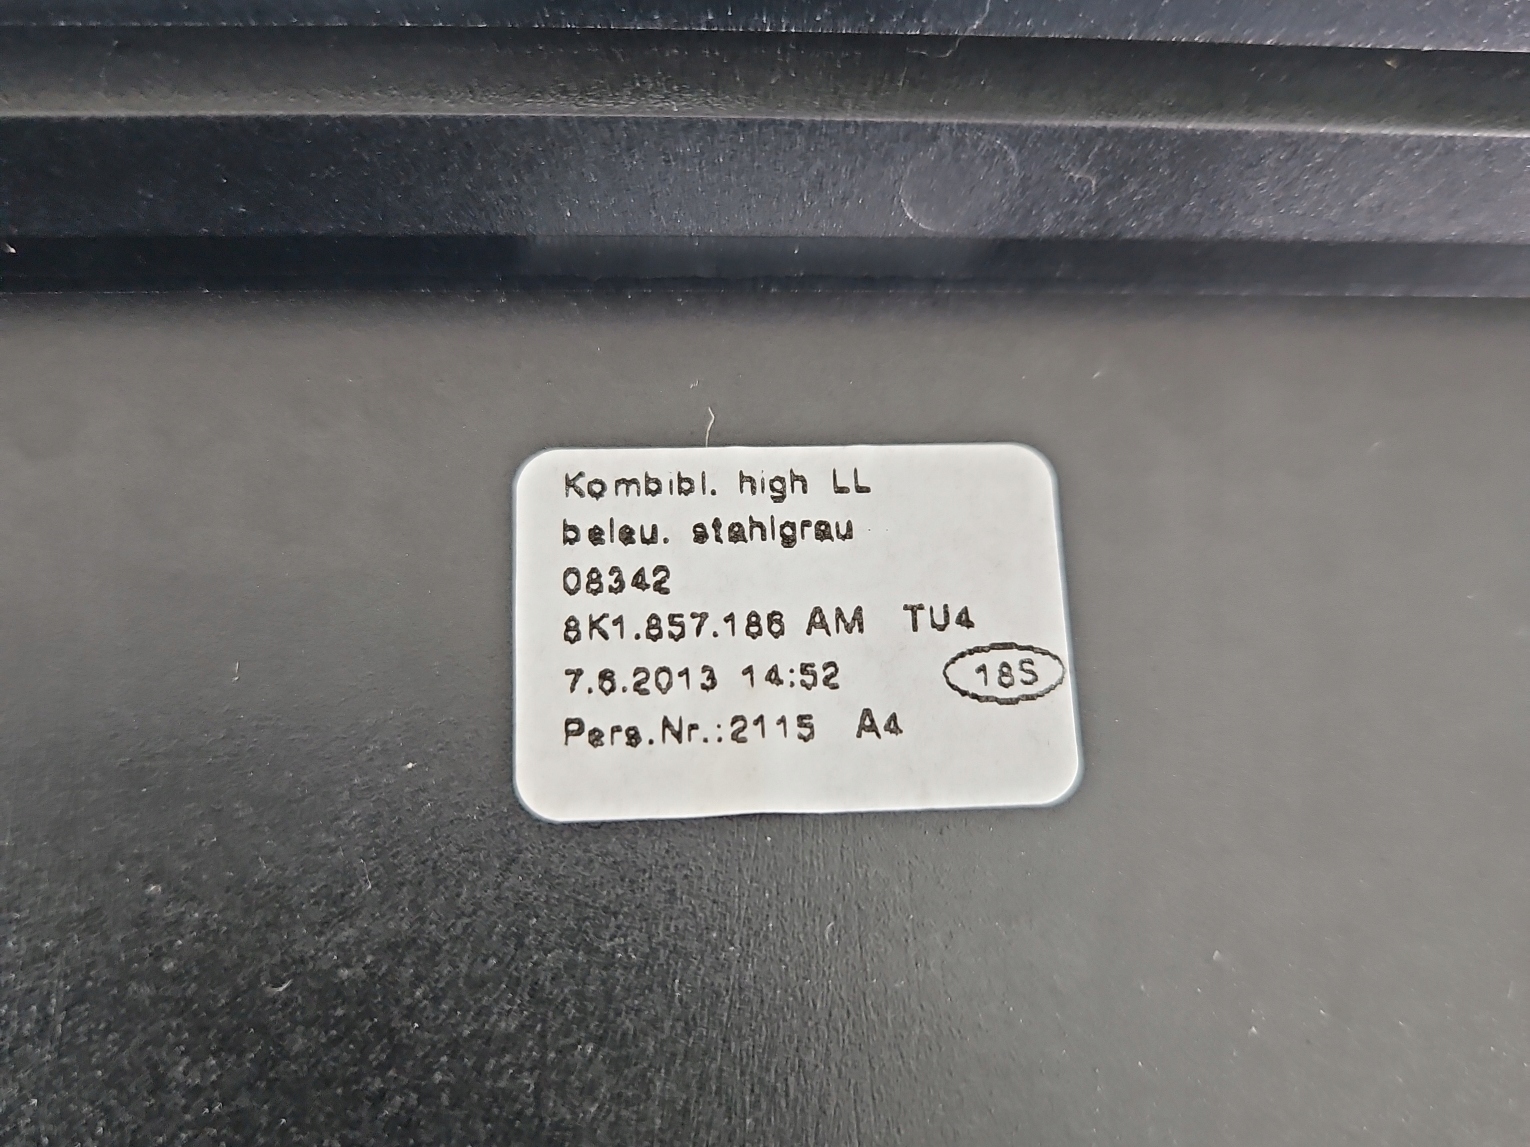 Kombibl. high LL
beleu. stahlgrau
08342
8K1.857.186 AM TU4
7.6.2013 14:52 18S
Pers.Nr.:2115 A4